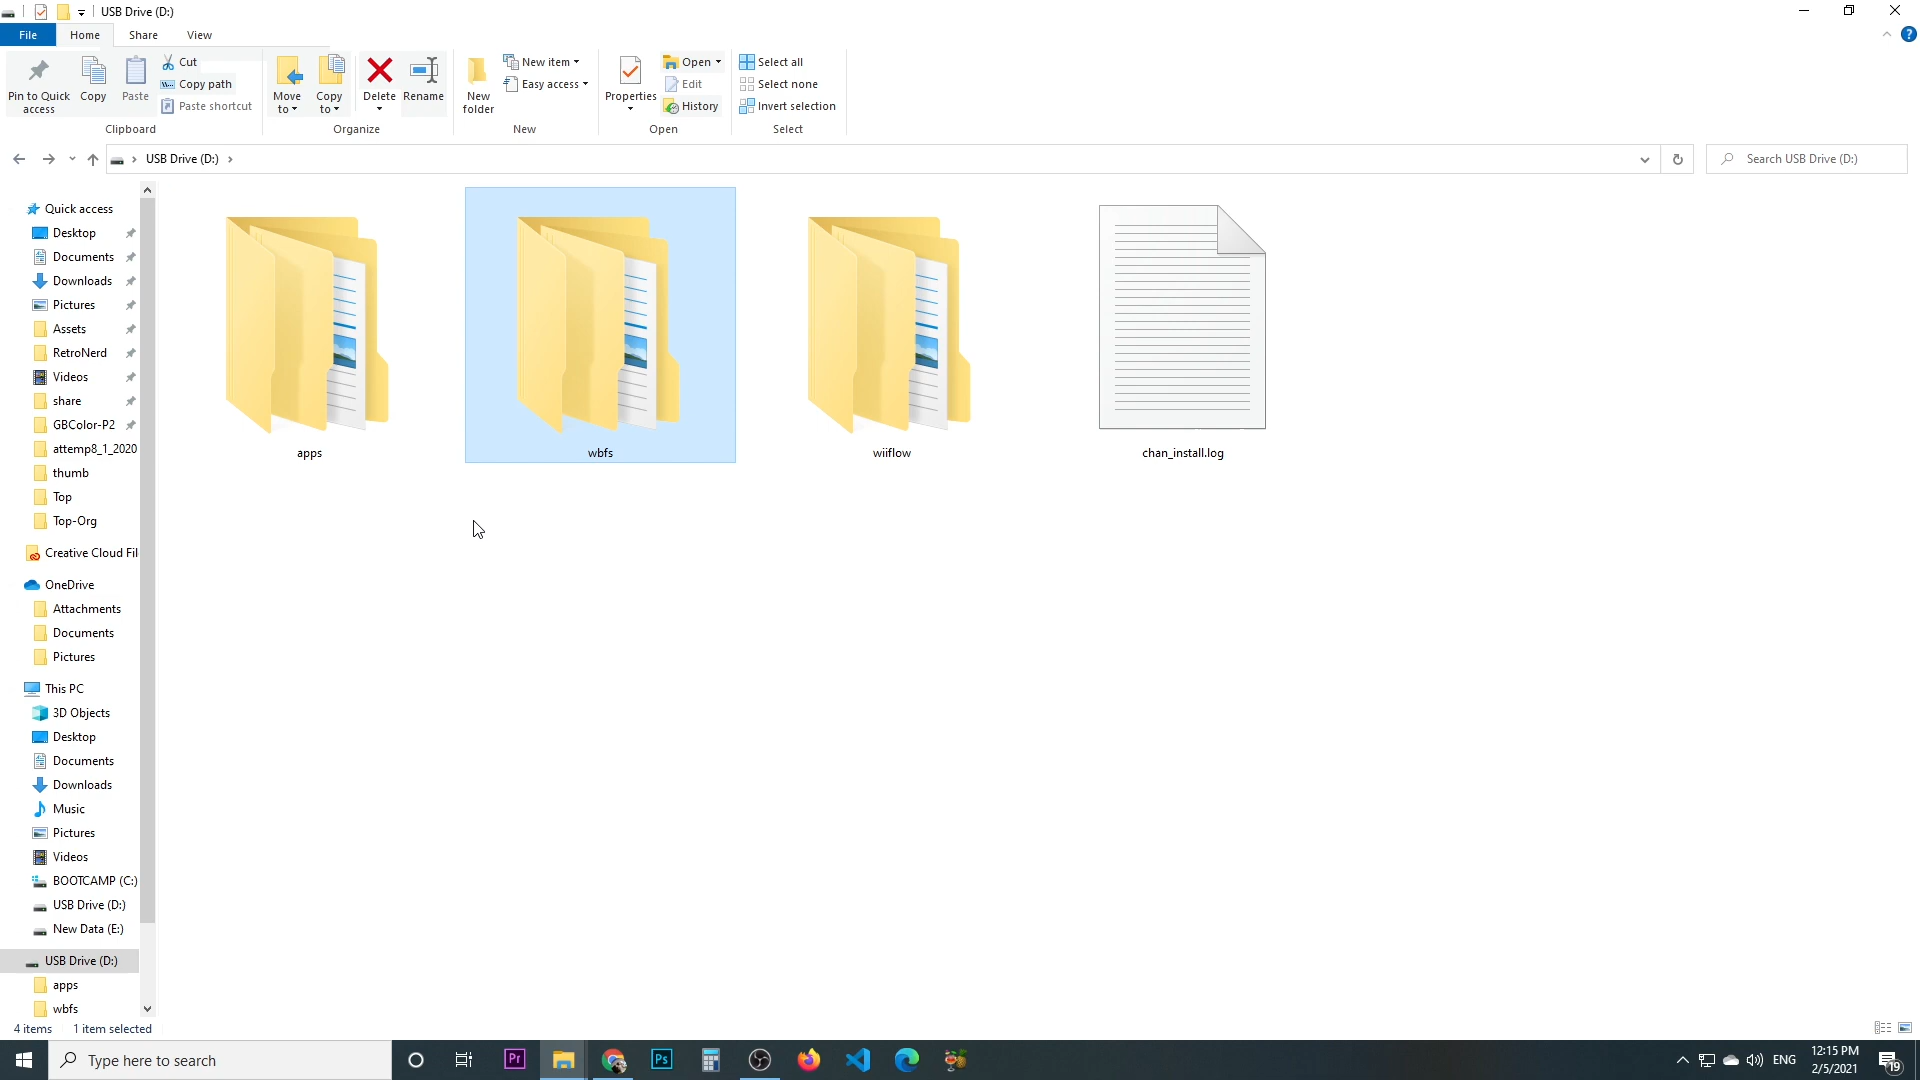 USB Drive (D:)
File Home Share View
Pin to Quick access
Copy
Paste
Cut
Copy path
Paste shortcut
Clipboard
Move to
Copy to
Delete
Rename
Organize
New folder
New item
Easy access
New
Properties
Open
Edit
History
Open
Select all
Select none
Invert selection
Select
USB Drive (D:)
Search USB Drive (D:)
Quick access
Desktop
Documents
Downloads
Pictures
Assets
RetroNerd
Videos
share
GBColor-P2
attemp8_1_2020
thumb
Top
Top-Org
Creative Cloud Fil
OneDrive
Attachments
Documents
Pictures
This PC
3D Objects
Desktop
Documents
Downloads
Music
Pictures
Videos
BOOTCAMP (C:)
USB Drive (D:)
New Data (E:)
USB Drive (D:)
apps
wbfs
apps
wbfs
wiiflow
chan_install.log
4 items 1 item selected
Type here to search
Pr
Ps
ENG
12:15 PM
2/5/2021
19